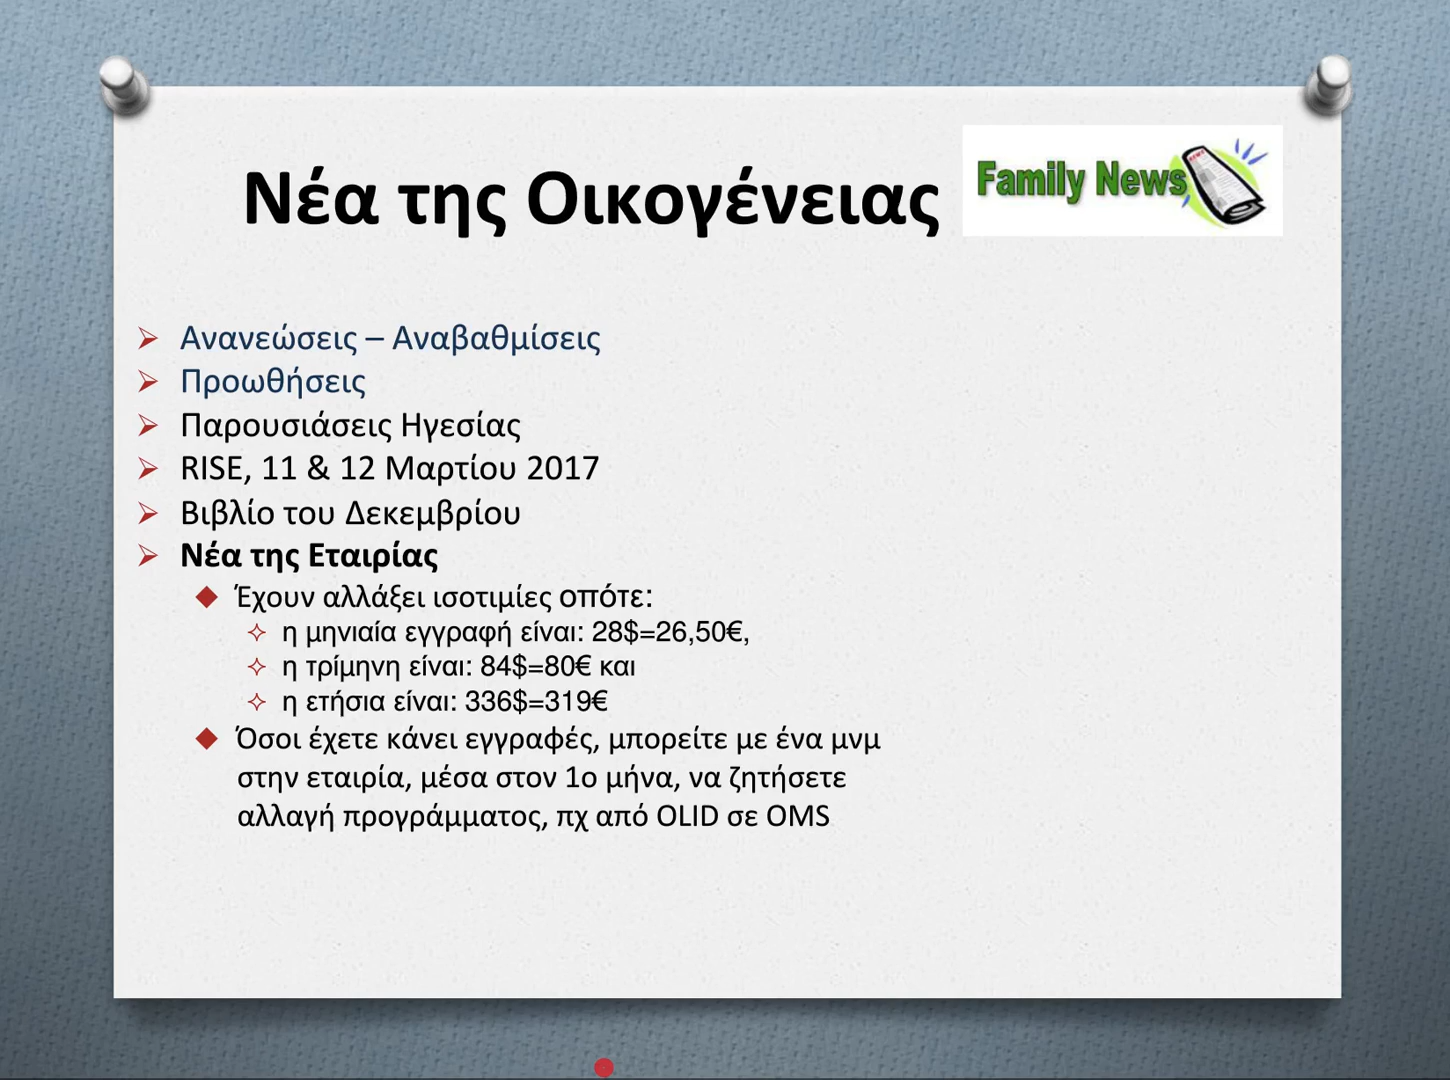 Νέα της Οικογένειας
Family News
NEWS
Ανανεώσεις – Αναβαθμίσεις
Προωθήσεις
Παρουσιάσεις Ηγεσίας
RISE, 11 & 12 Μαρτίου 2017
Βιβλίο του Δεκεμβρίου
Νέα της Εταιρίας
Έχουν αλλάξει ισοτιμίες οπότε:
η μηνιαία εγγραφή είναι: 28$=26,50€,
η τρίμηνη είναι: 84$=80€ και
η ετήσια είναι: 336$=319€
Όσοι έχετε κάνει εγγραφές, μπορείτε με ένα μνμ
στην εταιρία, μέσα στον 1ο μήνα, να ζητήσετε
αλλαγή προγράμματος, πχ από OLID σε OMS